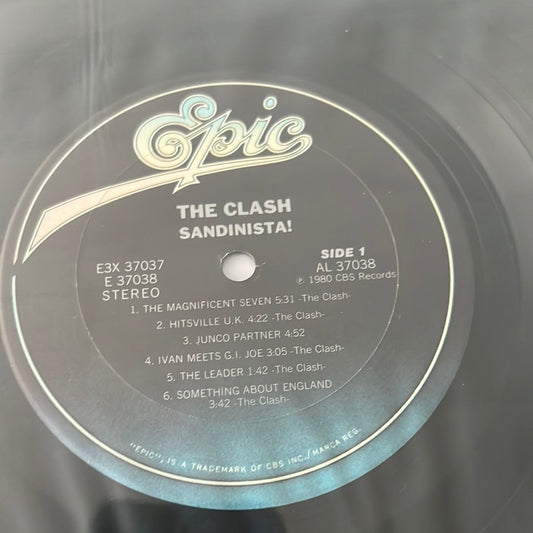 Epic
THE CLASH
SANDINISTA!
E3X 37037
E 37038
STEREO
SIDE 1
AL 37038
℗ 1980 CBS Records
1. THE MAGNIFICENT SEVEN 5:31 -The Clash-
2. HITSVILLE U.K. 4:22 -The Clash-
3. JUNCO PARTNER 4:52
4. IVAN MEETS G.I. JOE 3:05 -The Clash-
5. THE LEADER 1:42 -The Clash-
6. SOMETHING ABOUT ENGLAND
3:42 -The Clash-
"EPIC", IS A TRADEMARK OF CBS INC./MARCA REG.